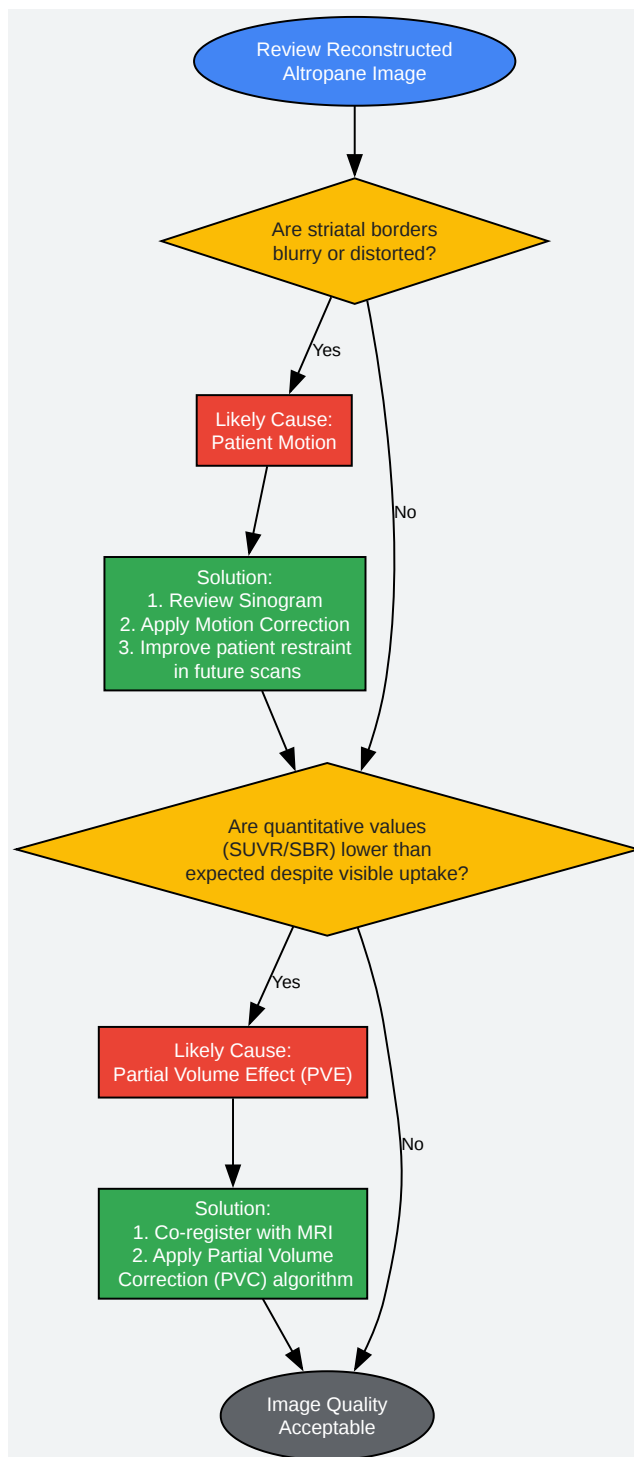 Review Reconstructed
Altropane Image
Are striatal borders
blurry or distorted?
Yes
Likely Cause:
Patient Motion
No
Solution:
1. Review Sinogram
2. Apply Motion Correction
3. Improve patient restraint
in future scans
Are quantitative values
(SUVR/SBR) lower than
expected despite visible uptake?
Yes
Likely Cause:
Partial Volume Effect (PVE)
No
Solution:
1. Co-register with MRI
2. Apply Partial Volume
Correction (PVC) algorithm
Image Quality
Acceptable